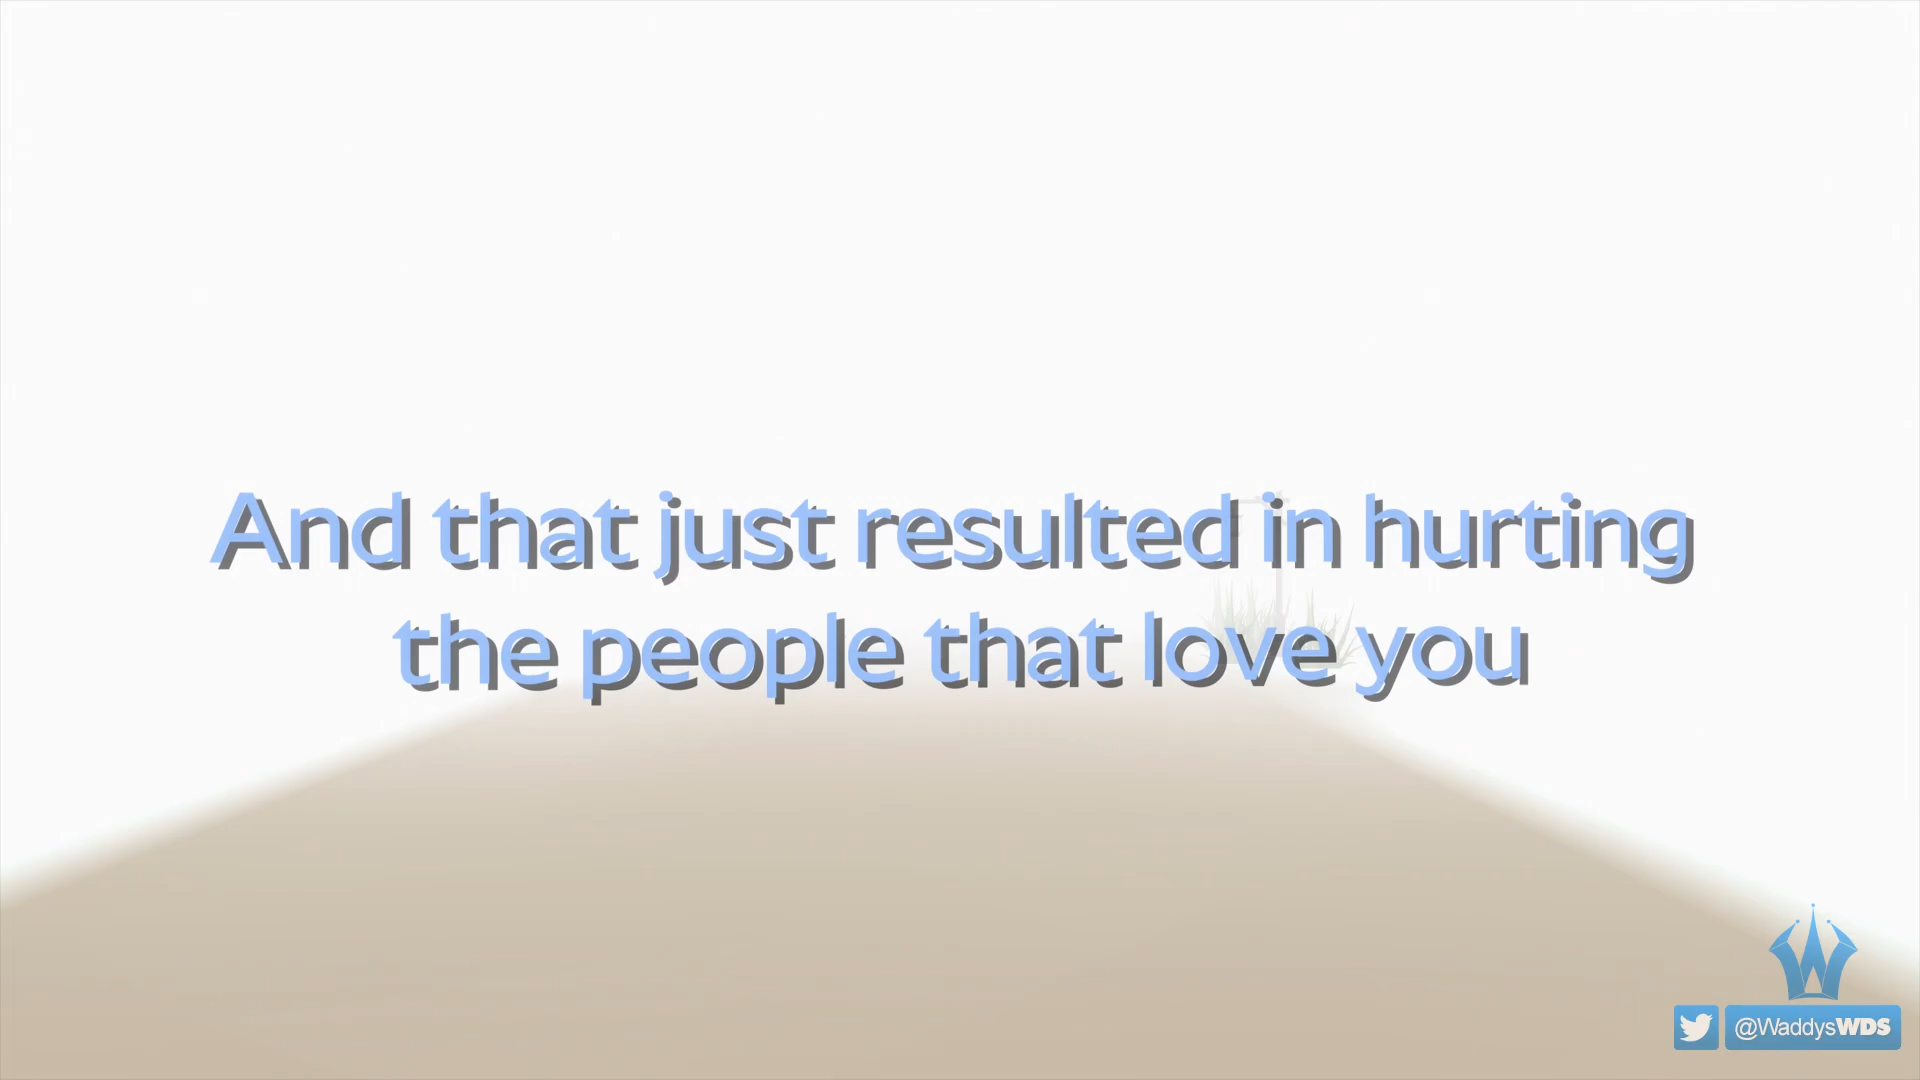 And that just resulted in hurting
the people that love you
@WaddysWDS